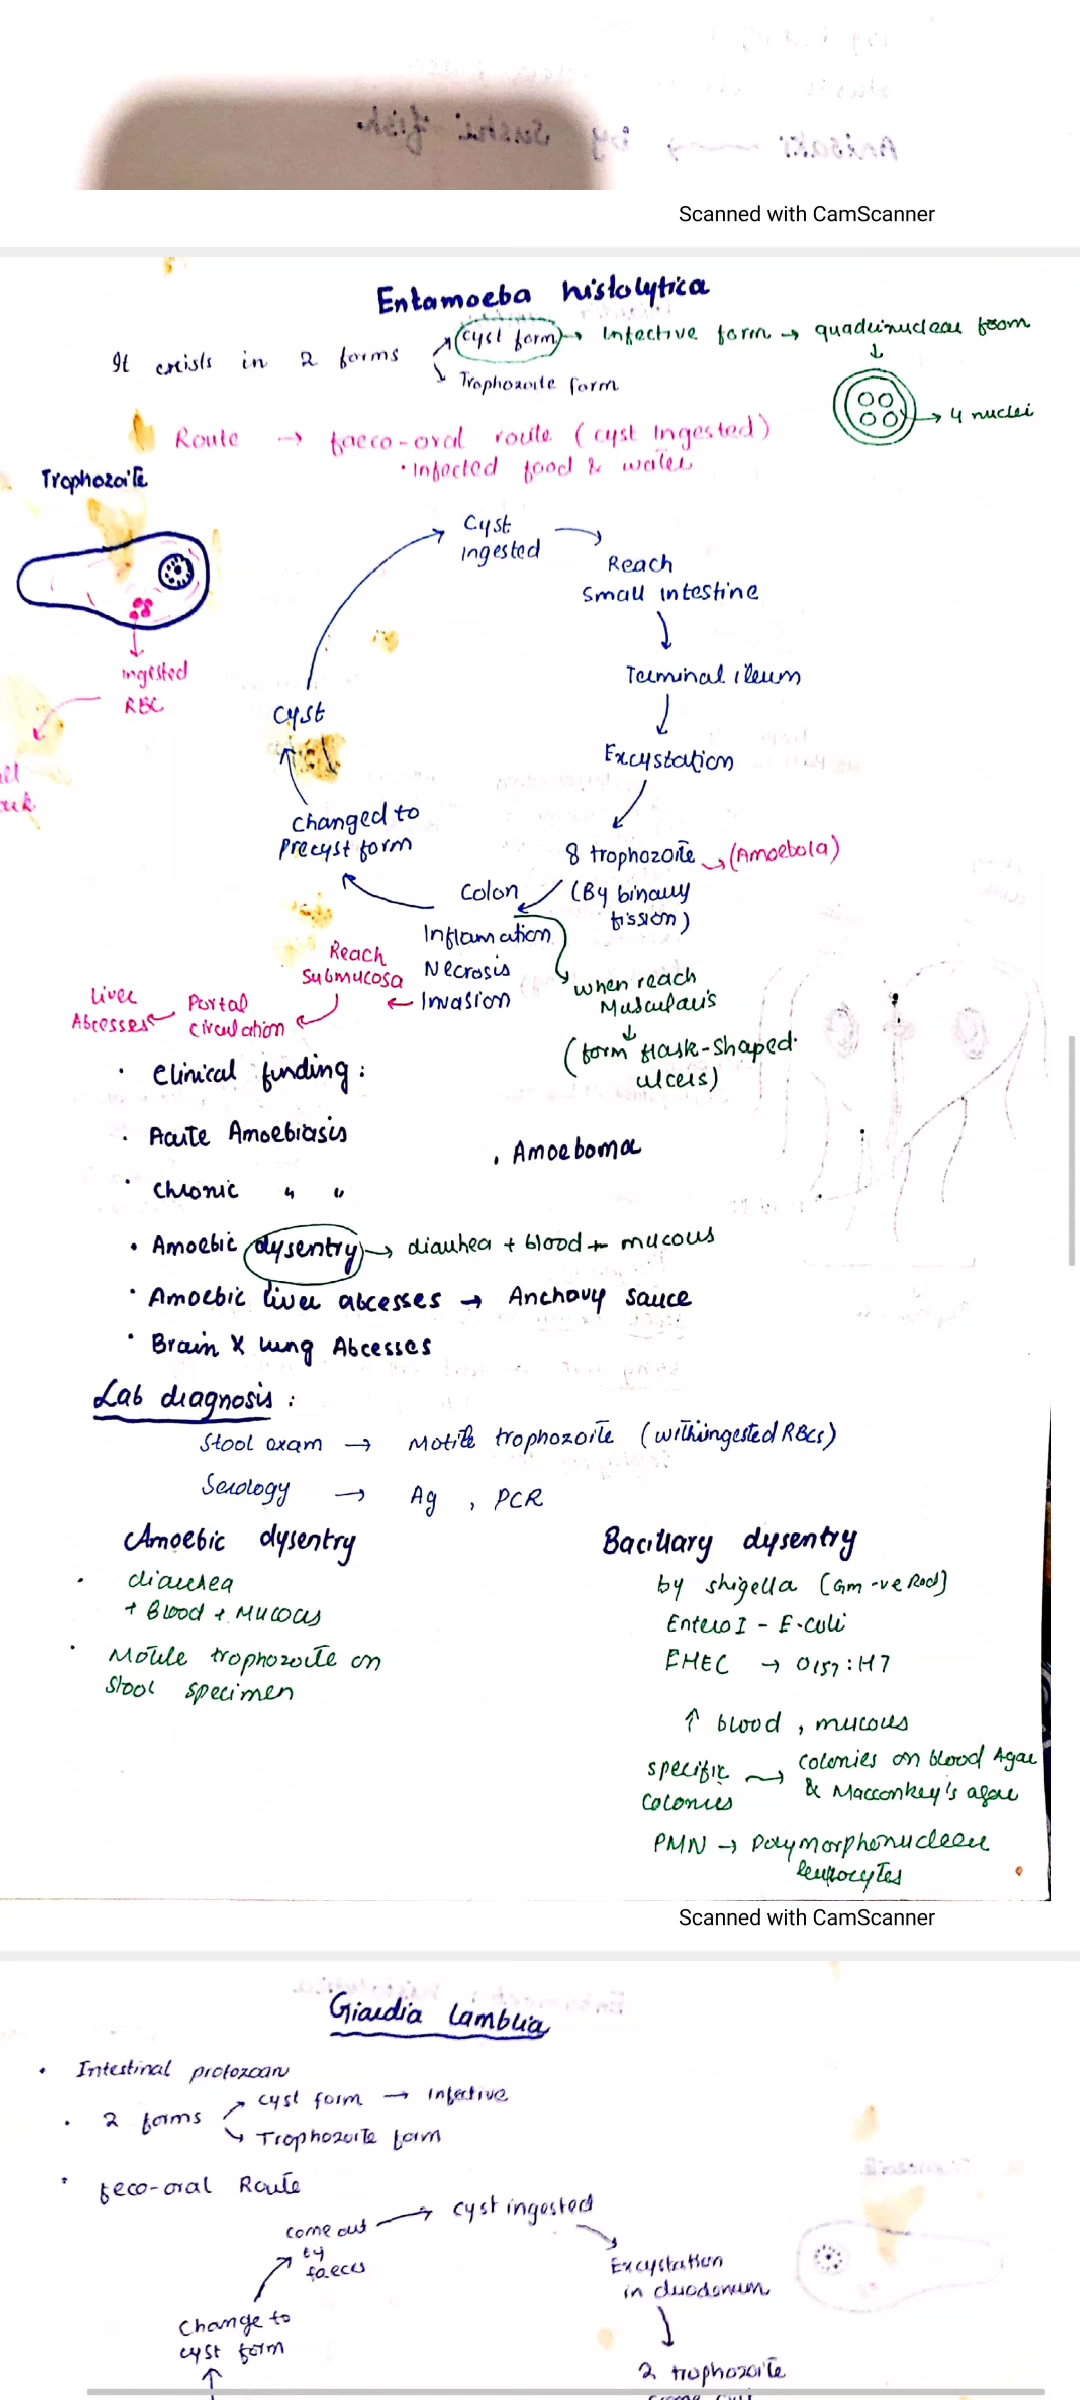 Scanned with CamScanner
Entamoeba histolytica
It exists in 2 forms
Cyst form → Infective form → quadrinuclear form
Trophozoite form
→ 4 nuclei
Route → faeco-oral route (cyst Ingested)
• Infected food & water
Trophozoite
ingested
RBC
Cyst
ingested
Reach
Small intestine
Terminal ileum
Excystation
8 trophozoite → (Amoebola)
(By binary
fission)
Colon
Inflamation
Necrosis
Invasion
when reach
Muscularis
(form flask-shaped
ulcers)
Changed to
Precyst form
Cyst
Reach
Submucosa
Portal
circulation
Liver
Abcesses
• Clinical finding :
• Acute Amoebiasis
• Amoeboma
• Chronic " "
• Amoebic dysentry → diarrhea + blood + mucous
• Amoebic liver abcesses → Anchovy sauce
• Brain & lung Abcesses
Lab diagnosis :
Stool exam → Motile trophozoite (with ingested RBCs)
Serology → Ag , PCR
Amoebic dysentry
• diarrhea
+ Blood + Mucous
• Motile trophozoite on
Stool specimen
Bacillary dysentry
by shigella (Gm -ve Rod)
Entero I - E.coli
EHEC → O157:H7
↑ blood , mucous
specific colonies → colonies on blood Agar
& Macconkey's agar
PMN → Polymorphonuclear
leukocytes
Scanned with CamScanner
Giardia lamblia
• Intestinal protozoan
• 2 forms
cyst form → Infective
Trophozoite form
• feco-oral Route
cyst ingested
Excystation
in duodenum
2 trophozoite
Change to
cyst form
come out
by
faeces